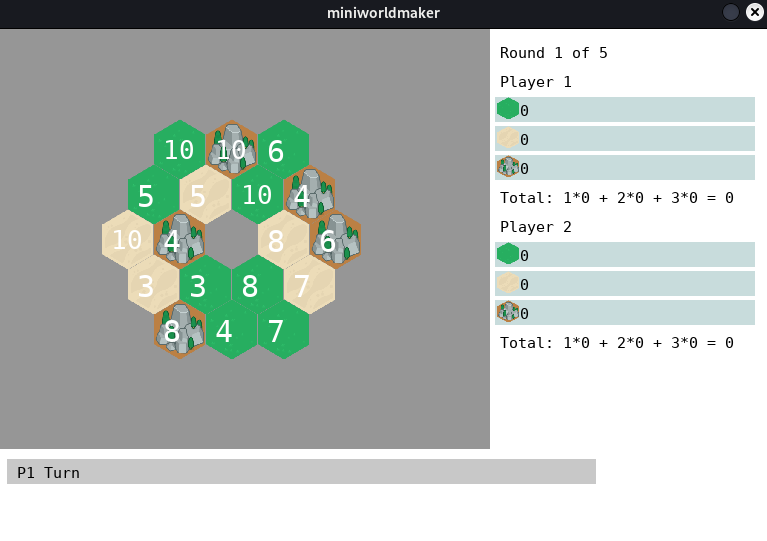 miniworldmaker
Round 1 of 5
Player 1
0
0
0
Total: 1*0 + 2*0 + 3*0 = 0
Player 2
0
0
0
Total: 1*0 + 2*0 + 3*0 = 0
10 10 6
5 5 10 4
10 4 8 6
3 3 8 7
8 4 7
P1 Turn